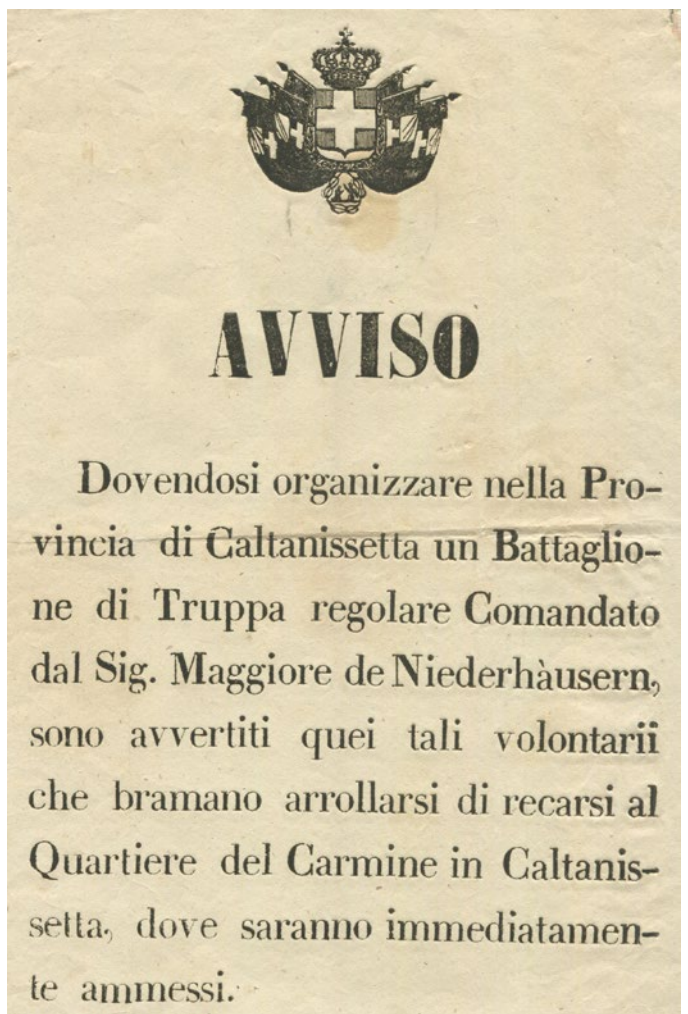 AVVISO
Dovendosi organizzare nella Pro-
vincia di Caltanissetta un Battaglio-
ne di Truppa regolare Comandato
dal Sig. Maggiore de Niederhàusern,
sono avvertiti quei tali volontarii
che bramano arrollarsi di recarsi al
Quartiere del Carmine in Caltanis-
setta, dove saranno immediatamen-
te ammessi.